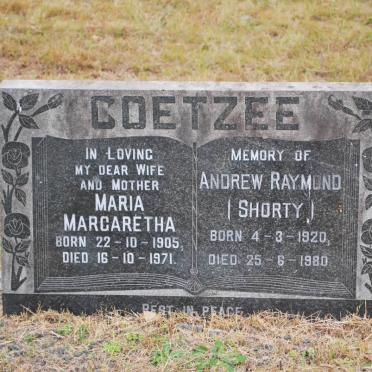 COETZEE
IN LOVING
MY DEAR WIFE
AND MOTHER
MARIA
MARGARETHA
BORN 22-10-1905,
DIED 16-10-1971.
MEMORY OF
ANDREW RAYMOND
(SHORTY,)
BORN 4-3-1920,
DIED 25-6-1980
REST IN PEACE